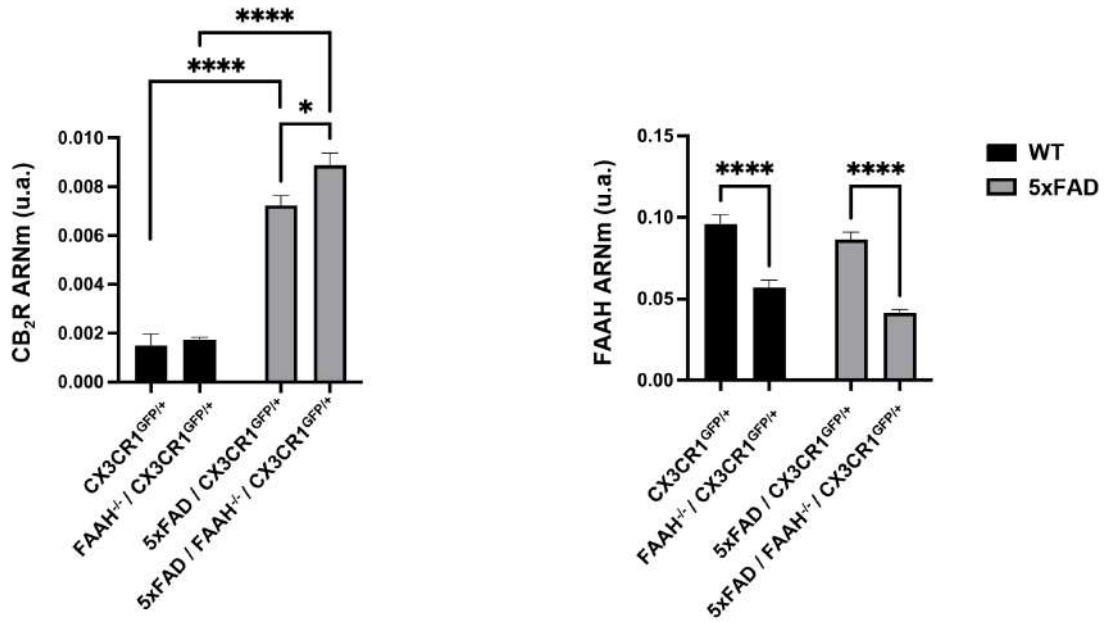 ****
****
*
CB₂R ARNm (u.a.)
0.010
0.008
0.006
0.004
0.002
0.000
CX3CR1ᴳᶠᴾ/⁺
FAAH⁻/⁻ / CX3CR1ᴳᶠᴾ/⁺
5xFAD / CX3CR1ᴳᶠᴾ/⁺
5xFAD / FAAH⁻/⁻ / CX3CR1ᴳᶠᴾ/⁺
FAAH ARNm (u.a.)
0.15
0.10
0.05
0.00
****
****
CX3CR1ᴳᶠᴾ/⁺
FAAH⁻/⁻ / CX3CR1ᴳᶠᴾ/⁺
5xFAD / CX3CR1ᴳᶠᴾ/⁺
5xFAD / FAAH⁻/⁻ / CX3CR1ᴳᶠᴾ/⁺
WT
5xFAD